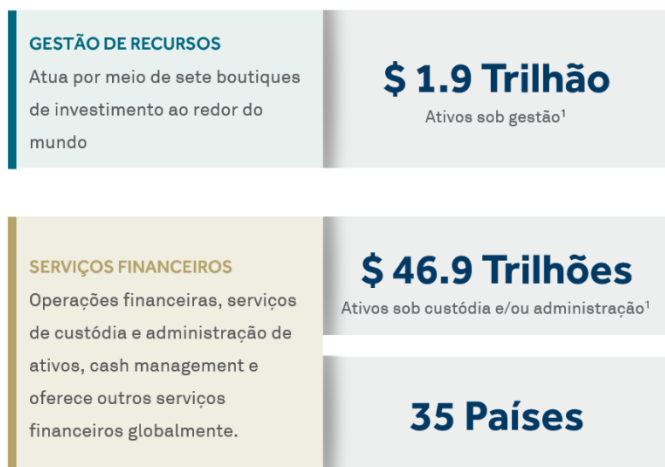 GESTÃO DE RECURSOS
Atua por meio de sete boutiques
de investimento ao redor do
mundo
$ 1.9 Trilhão
Ativos sob gestão¹
SERVIÇOS FINANCEIROS
Operações financeiras, serviços
de custódia e administração de
ativos, cash management e
oferece outros serviços
financeiros globalmente.
$ 46.9 Trilhões
Ativos sob custódia e/ou administração¹
35 Países